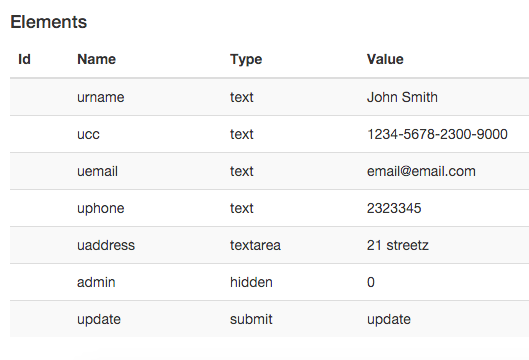 Elements
Id Name Type Value
urname text John Smith
ucc text 1234-5678-2300-9000
uemail text email@email.com
uphone text 2323345
uaddress textarea 21 streetz
admin hidden 0
update submit update